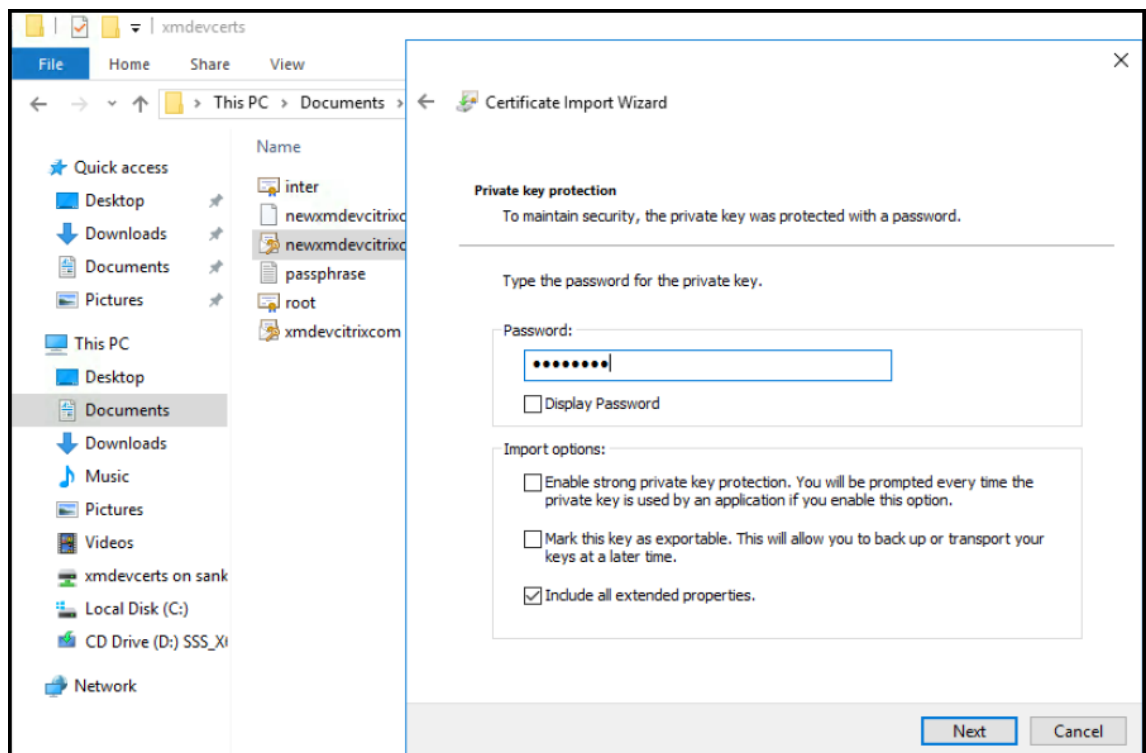 xmdevcerts
File Home Share View
This PC > Documents >
Quick access
Desktop
Downloads
Documents
Pictures
This PC
Desktop
Documents
Downloads
Music
Pictures
Videos
xmdevcerts on sank
Local Disk (C:)
CD Drive (D:) SSS_X
Network
Name
inter
newxmdevcitrixc
newxmdevcitrixc
passphrase
root
xmdevcitrixcom
Certificate Import Wizard
Private key protection
To maintain security, the private key was protected with a password.
Type the password for the private key.
Password:
••••••••
Display Password
Import options:
Enable strong private key protection. You will be prompted every time the
private key is used by an application if you enable this option.
Mark this key as exportable. This will allow you to back up or transport your
keys at a later time.
Include all extended properties.
Next
Cancel